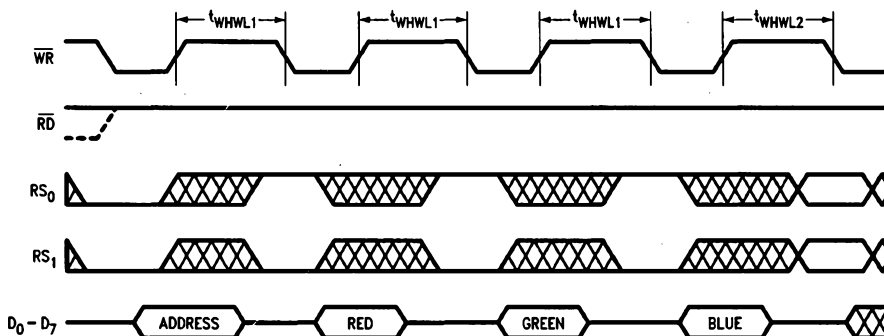 tWHWL1 tWHWL1 tWHWL1 tWHWL2
WR
RD
RS0
RS1
D0-D7 ADDRESS RED GREEN BLUE